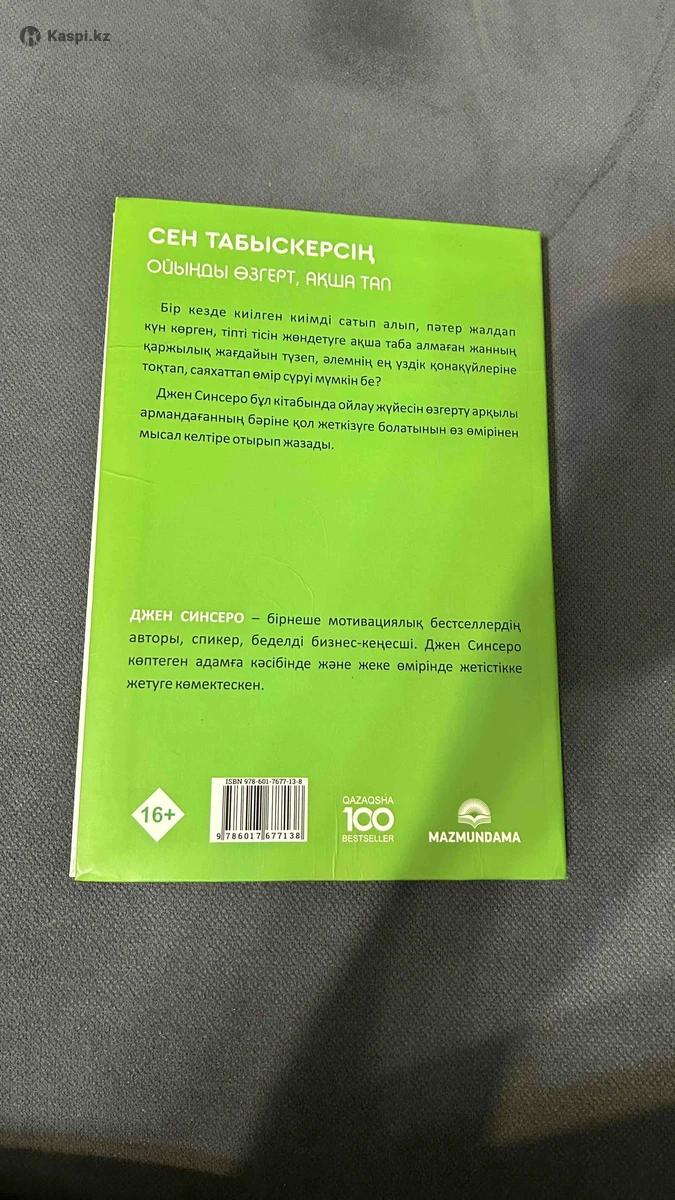 Kaspi.kz
СЕН ТАБЫСКЕРСІҢ
ОЙЫҢДЫ ӨЗГЕРТ, АҚША ТАП
Бір кезде киілген киімді сатып алып, пәтер жалдап
күн көрген, тіпті тісін жөндетуге ақша таба алмаған жанның
қаржылық жағдайын түзеп, әлемнің ең үздік қонақүйлеріне
тоқтап, саяхаттап өмір сүруі мүмкін бе?
Джен Синсеро бұл кітабында ойлау жүйесін өзгерту арқылы
армандағанның бәріне қол жеткізуге болатынын өз өмірінен
мысал келтіре отырып жазады.
ДЖЕН СИНСЕРО – бірнеше мотивациялық бестселлердің
авторы, спикер, беделді бизнес-кеңесші. Джен Синсеро
көптеген адамға кәсібінде және жеке өмірінде жетістікке
жетуге көмектескен.
16+
ISBN 978-601-7677-13-8
9 786017 677138
QAZAQSHA
100
BESTSELLER
MAZMUNDAMA